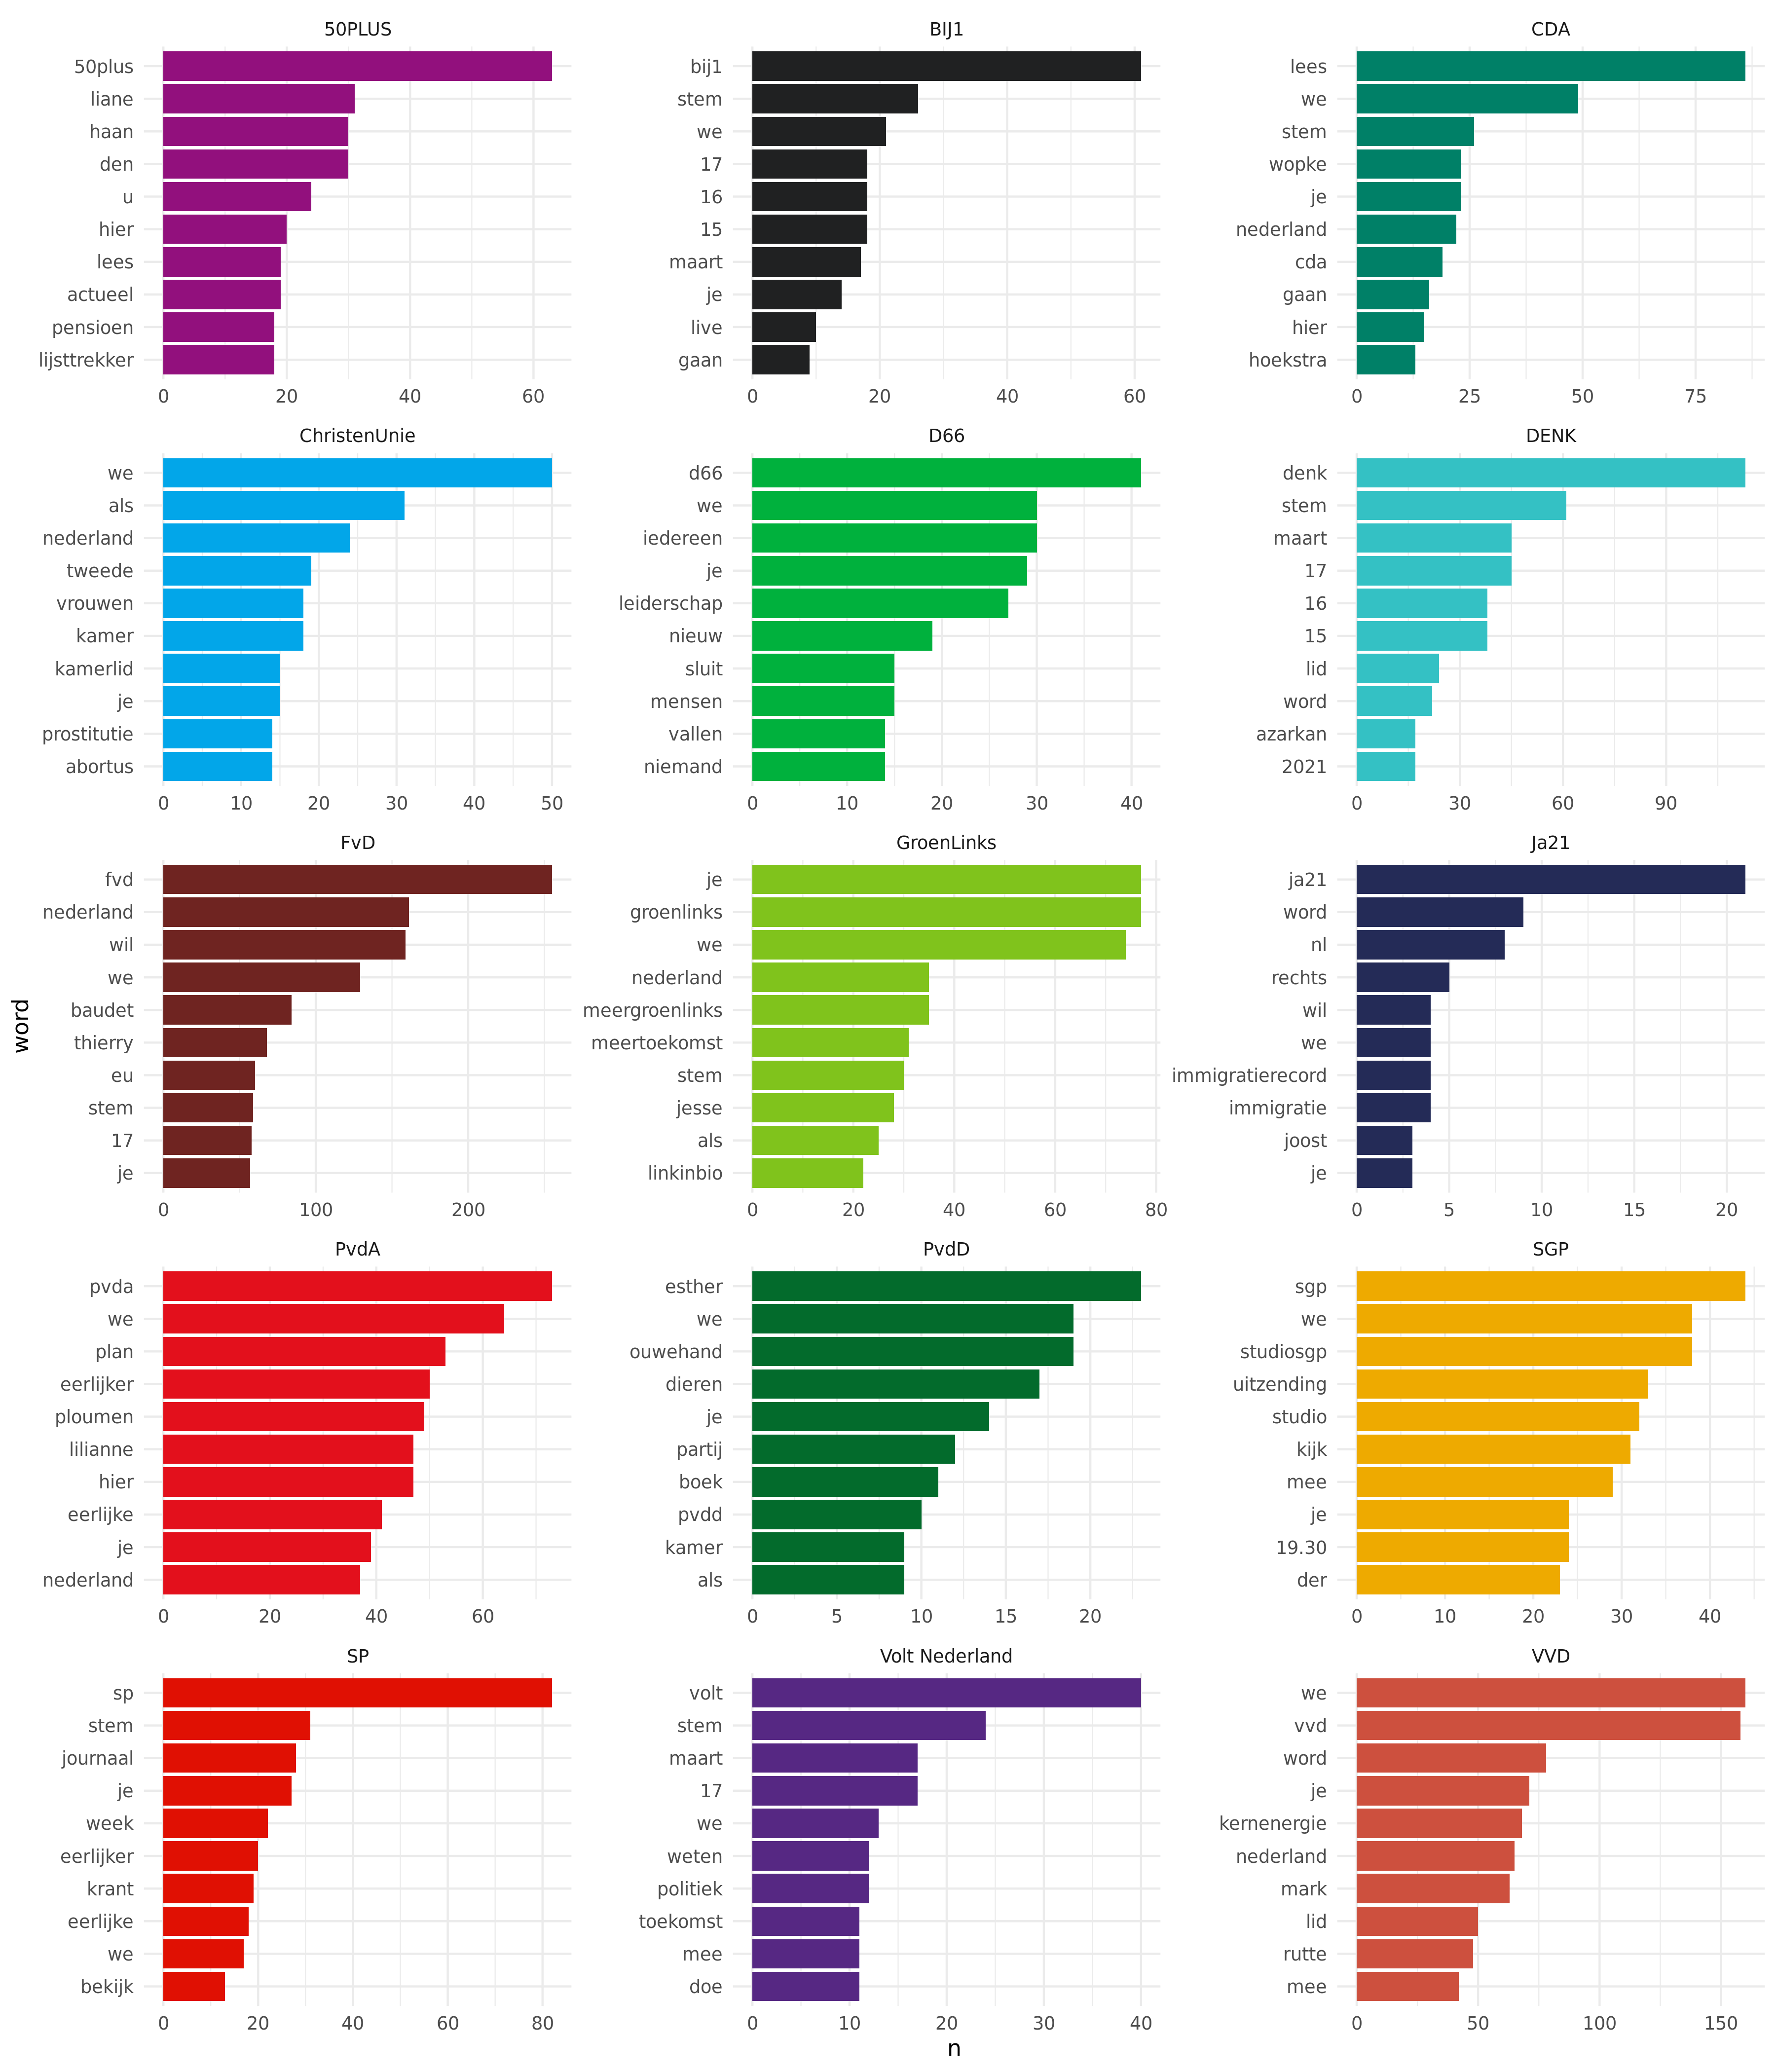 50PLUS
50plus
liane
haan
den
u
hier
lees
actueel
pensioen
lijsttrekker
0 20 40 60
BIJ1
bij1
stem
we
17
16
15
maart
je
live
gaan
0 20 40 60
CDA
lees
we
stem
wopke
je
nederland
cda
gaan
hier
hoekstra
0 25 50 75
ChristenUnie
we
als
nederland
tweede
vrouwen
kamer
kamerlid
je
prostitutie
abortus
0 10 20 30 40 50
D66
d66
we
iedereen
je
leiderschap
nieuw
sluit
mensen
vallen
niemand
0 10 20 30 40
DENK
denk
stem
maart
17
16
15
lid
word
azarkan
2021
0 30 60 90
word
FvD
fvd
nederland
wil
we
baudet
thierry
eu
stem
17
je
0 100 200
GroenLinks
je
groenlinks
we
nederland
meergroenlinks
meertoekomst
stem
jesse
als
linkinbio
0 20 40 60 80
Ja21
ja21
word
nl
rechts
wil
we
immigratierecord
immigratie
joost
je
0 5 10 15 20
PvdA
pvda
we
plan
eerlijker
ploumen
lilianne
hier
eerlijke
je
nederland
0 20 40 60
PvdD
esther
we
ouwehand
dieren
je
partij
boek
pvdd
kamer
als
0 5 10 15 20
SGP
sgp
we
studiosgp
uitzending
studio
kijk
mee
je
19.30
der
0 10 20 30 40
SP
sp
stem
journaal
je
week
eerlijker
krant
eerlijke
we
bekijk
0 20 40 60 80
Volt Nederland
volt
stem
maart
17
we
weten
politiek
toekomst
mee
doe
0 10 20 30 40
VVD
we
vvd
word
je
kernenergie
nederland
mark
lid
rutte
mee
0 50 100 150
n